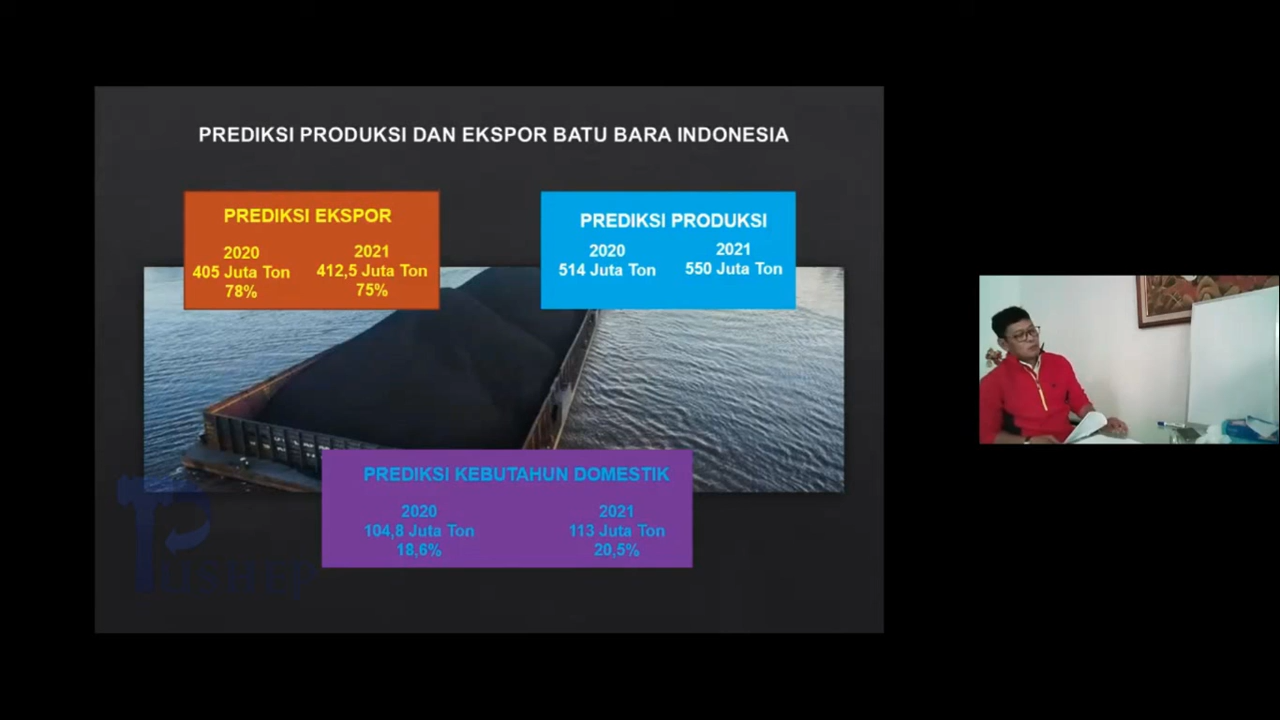 PREDIKSI PRODUKSI DAN EKSPOR BATU BARA INDONESIA
PREDIKSI EKSPOR
2020
405 Juta Ton
78%
2021
412,5 Juta Ton
75%
PREDIKSI PRODUKSI
2020
514 Juta Ton
2021
550 Juta Ton
PREDIKSI KEBUTAHUN DOMESTIK
2020
104,8 Juta Ton
18,6%
2021
113 Juta Ton
20,5%
PUSHEP